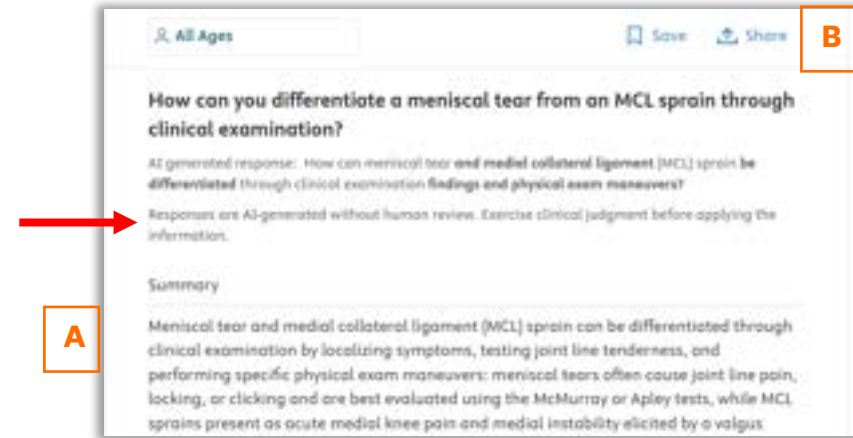 All Ages
Save
Share
B
How can you differentiate a meniscal tear from an MCL sprain through
clinical examination?
AI generated response: How can meniscal tear and medial collateral ligament (MCL) sprain be
differentiated through clinical examination findings and physical exam maneuvers?
Responses are AI-generated without human review. Exercise clinical judgment before applying the
information.
Summary
A
Meniscal tear and medial collateral ligament (MCL) sprain can be differentiated through
clinical examination by localizing symptoms, testing joint line tenderness, and
performing specific physical exam maneuvers: meniscal tears often cause joint line pain,
locking, or clicking and are best evaluated using the McMurray or Apley tests, while MCL
sprains present as acute medial knee pain and medial instability elicited by a valgus